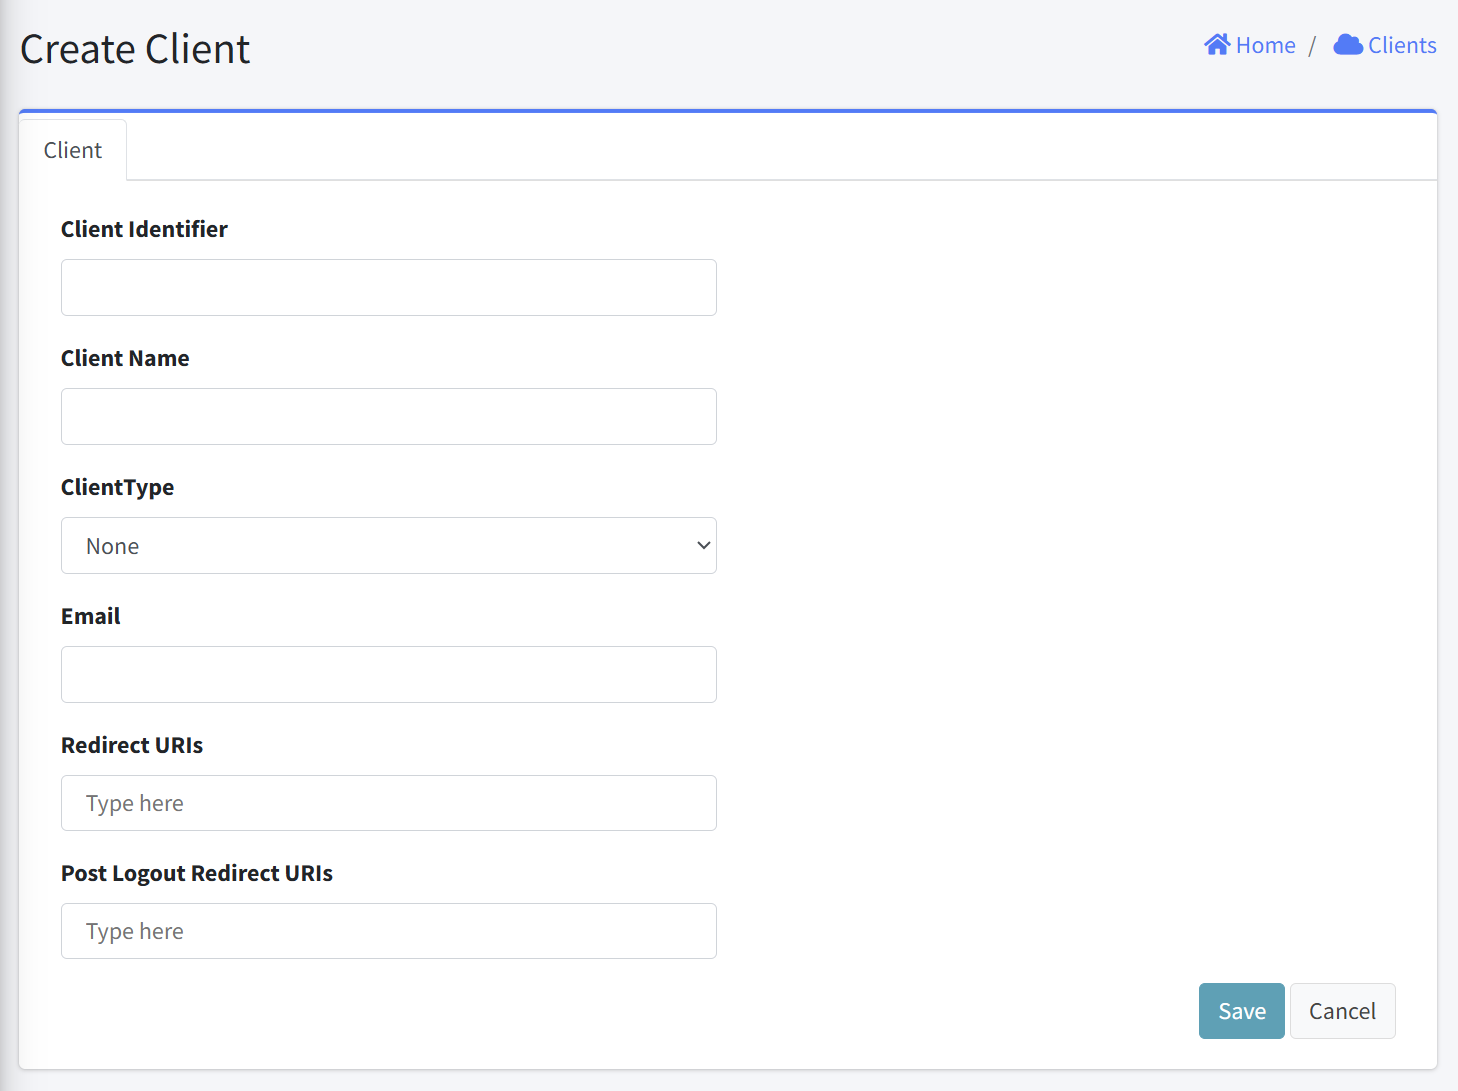 Create Client
Home / Clients
Client
Client Identifier
Client Name
ClientType
None
Email
Redirect URIs
Type here
Post Logout Redirect URIs
Type here
Save Cancel